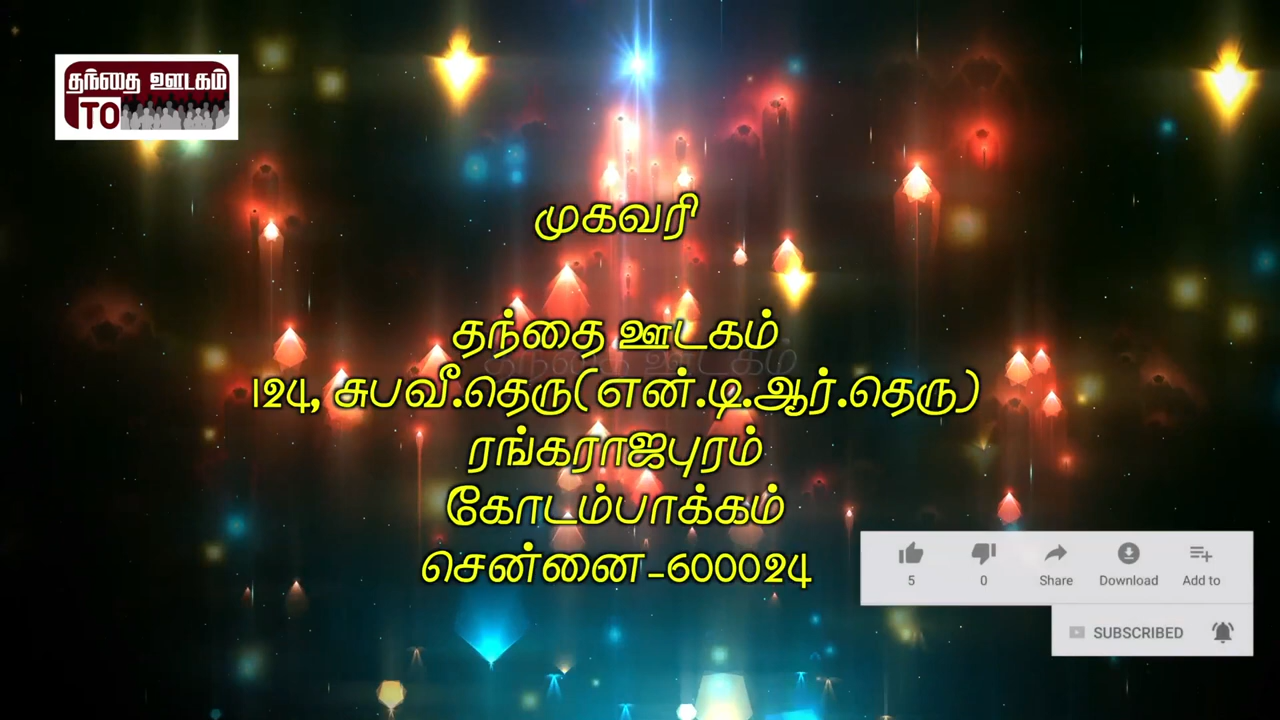 தந்தை ஊடகம்
TO
முகவரி
தந்தை ஊடகம்
124, சுபவீ.தெரு(என்.டி.ஆர்.தெரு)
ரங்கராஜபுரம்
கோடம்பாக்கம்
சென்னை-600024
5 0 Share Download Add to
SUBSCRIBED